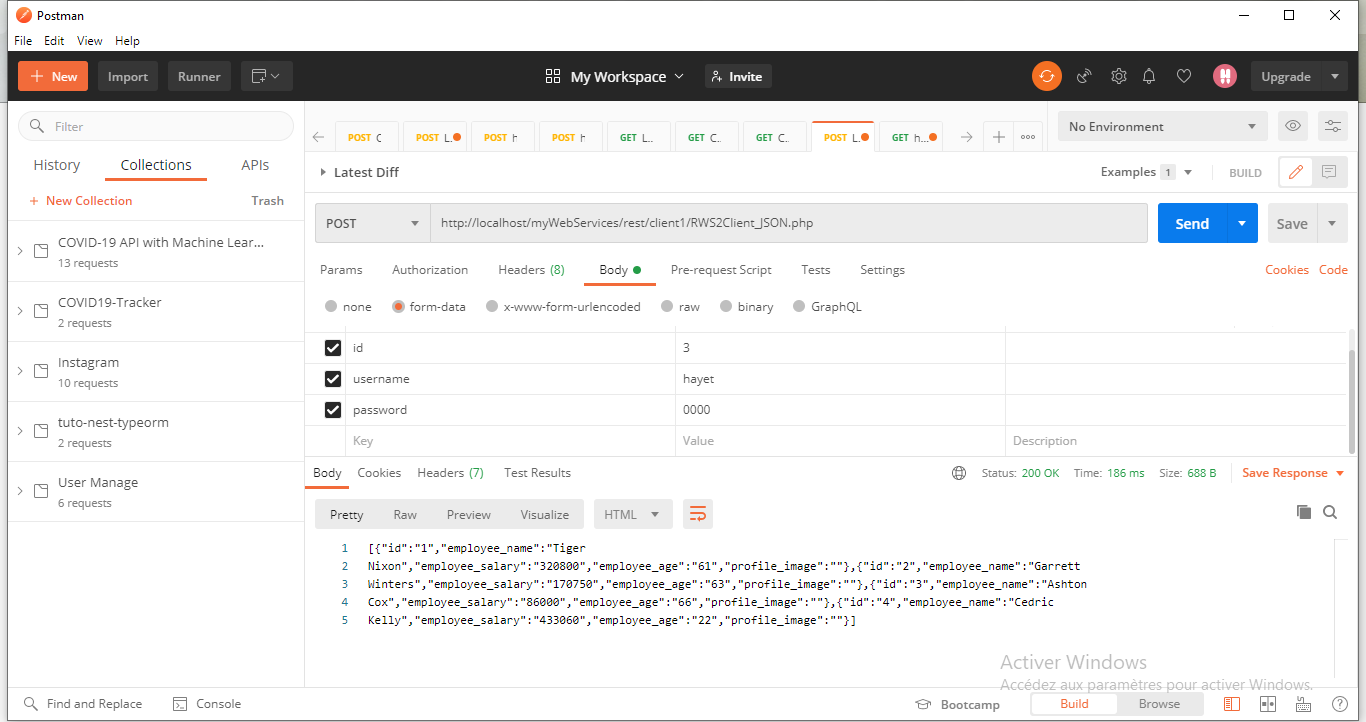 Postman
File Edit View Help
New Import Runner My Workspace Invite Upgrade
Filter
History Collections APIs
New Collection Trash
COVID-19 API with Machine Lear...
13 requests
COVID19-Tracker
2 requests
Instagram
10 requests
tuto-nest-typeorm
2 requests
User Manage
6 requests
POST C POST L. POST h POST h GET L.. GET C.. GET C.. POST L. GET h... No Environment
Latest Diff Examples 1 BUILD
POST http://localhost/myWebServices/rest/client1/RWS2Client_JSON.php Send Save
Params Authorization Headers (8) Body Pre-request Script Tests Settings Cookies Code
none form-data x-www-form-urlencoded raw binary GraphQL
id 3
username hayet
password 0000
Key Value Description
Body Cookies Headers (7) Test Results Status: 200 OK Time: 186 ms Size: 688 B Save Response
Pretty Raw Preview Visualize HTML
1 [{"id":"1","employee_name":"Tiger
2 Nixon","employee_salary":"320800","employee_age":"61","profile_image":""},{"id":"2","employee_name":"Garrett
3 Winters","employee_salary":"170750","employee_age":"63","profile_image":""},{"id":"3","employee_name":"Ashton
4 Cox","employee_salary":"86000","employee_age":"66","profile_image":""},{"id":"4","employee_name":"Cedric
5 Kelly","employee_salary":"433060","employee_age":"22","profile_image":""}]
Activer Windows
Accédez aux paramètres pour activer Windows.
Find and Replace Console Bootcamp Build Browse